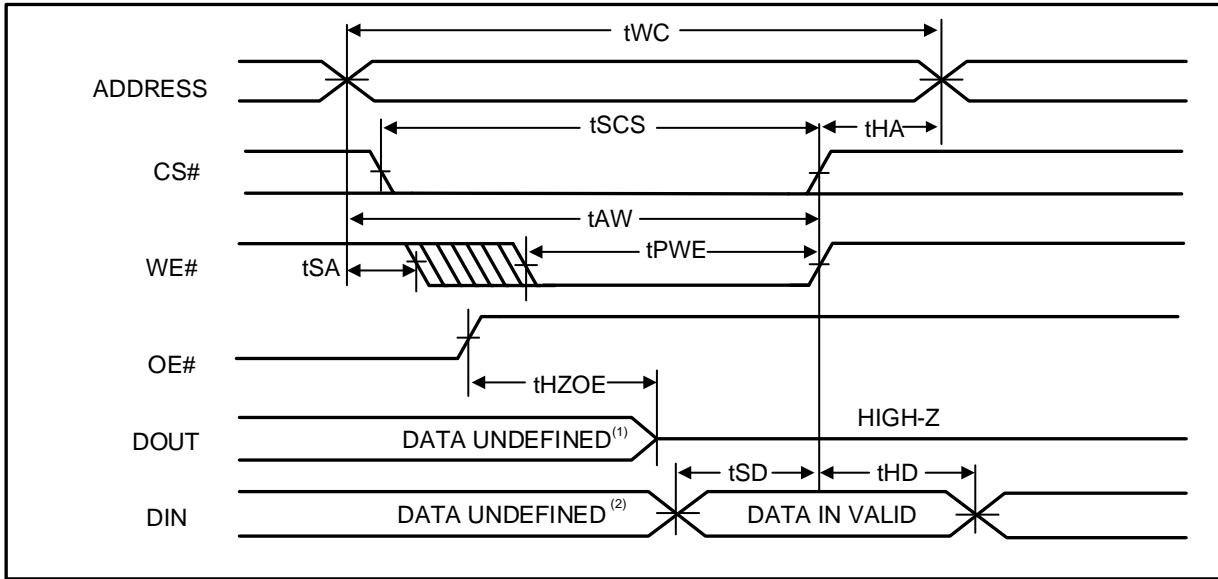 tWC
ADDRESS
tSCS
tHA
CS#
tAW
WE#
tSA
tPWE
OE#
tHZOE
HIGH-Z
DOUT
DATA UNDEFINED(1)
tSD
tHD
DIN
DATA UNDEFINED (2)
DATA IN VALID